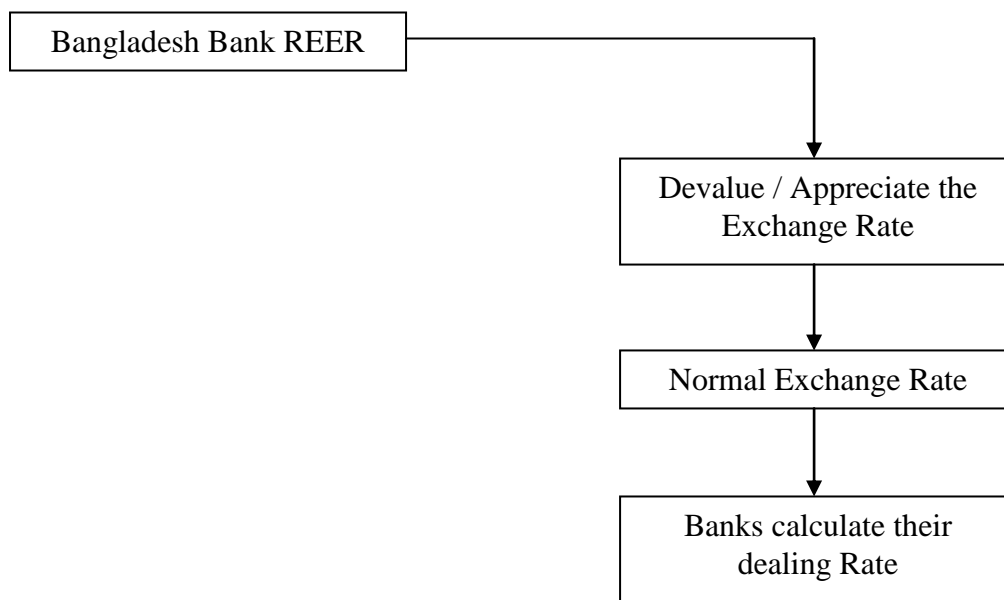 Bangladesh Bank REER
Devalue / Appreciate the
Exchange Rate
Normal Exchange Rate
Banks calculate their
dealing Rate